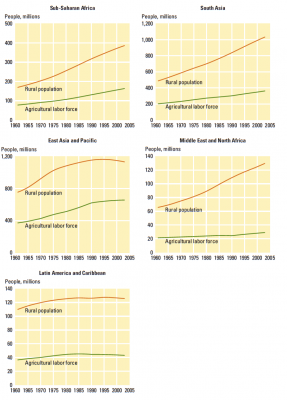 Sub-Saharan Africa
People, millions
500
400
300
200
100
0
Rural population
Agricultural labor force
1960 1965 1970 1975 1980 1985 1990 1995 2000 2005
South Asia
People, millions
1,200
1,000
800
600
400
200
0
Rural population
Agricultural labor force
1960 1965 1970 1975 1980 1985 1990 1995 2000 2005
East Asia and Pacific
People, millions
1,200
800
400
0
Rural population
Agricultural labor force
1960 1965 1970 1975 1980 1985 1990 1995 2000 2005
Middle East and North Africa
People, millions
140
120
100
80
60
40
20
0
Rural population
Agricultural labor force
1960 1965 1970 1975 1980 1985 1990 1995 2000 2005
Latin America and Caribbean
People, millions
140
120
100
80
60
40
20
0
Rural population
Agricultural labor force
1960 1965 1970 1975 1980 1985 1990 1995 2000 2005